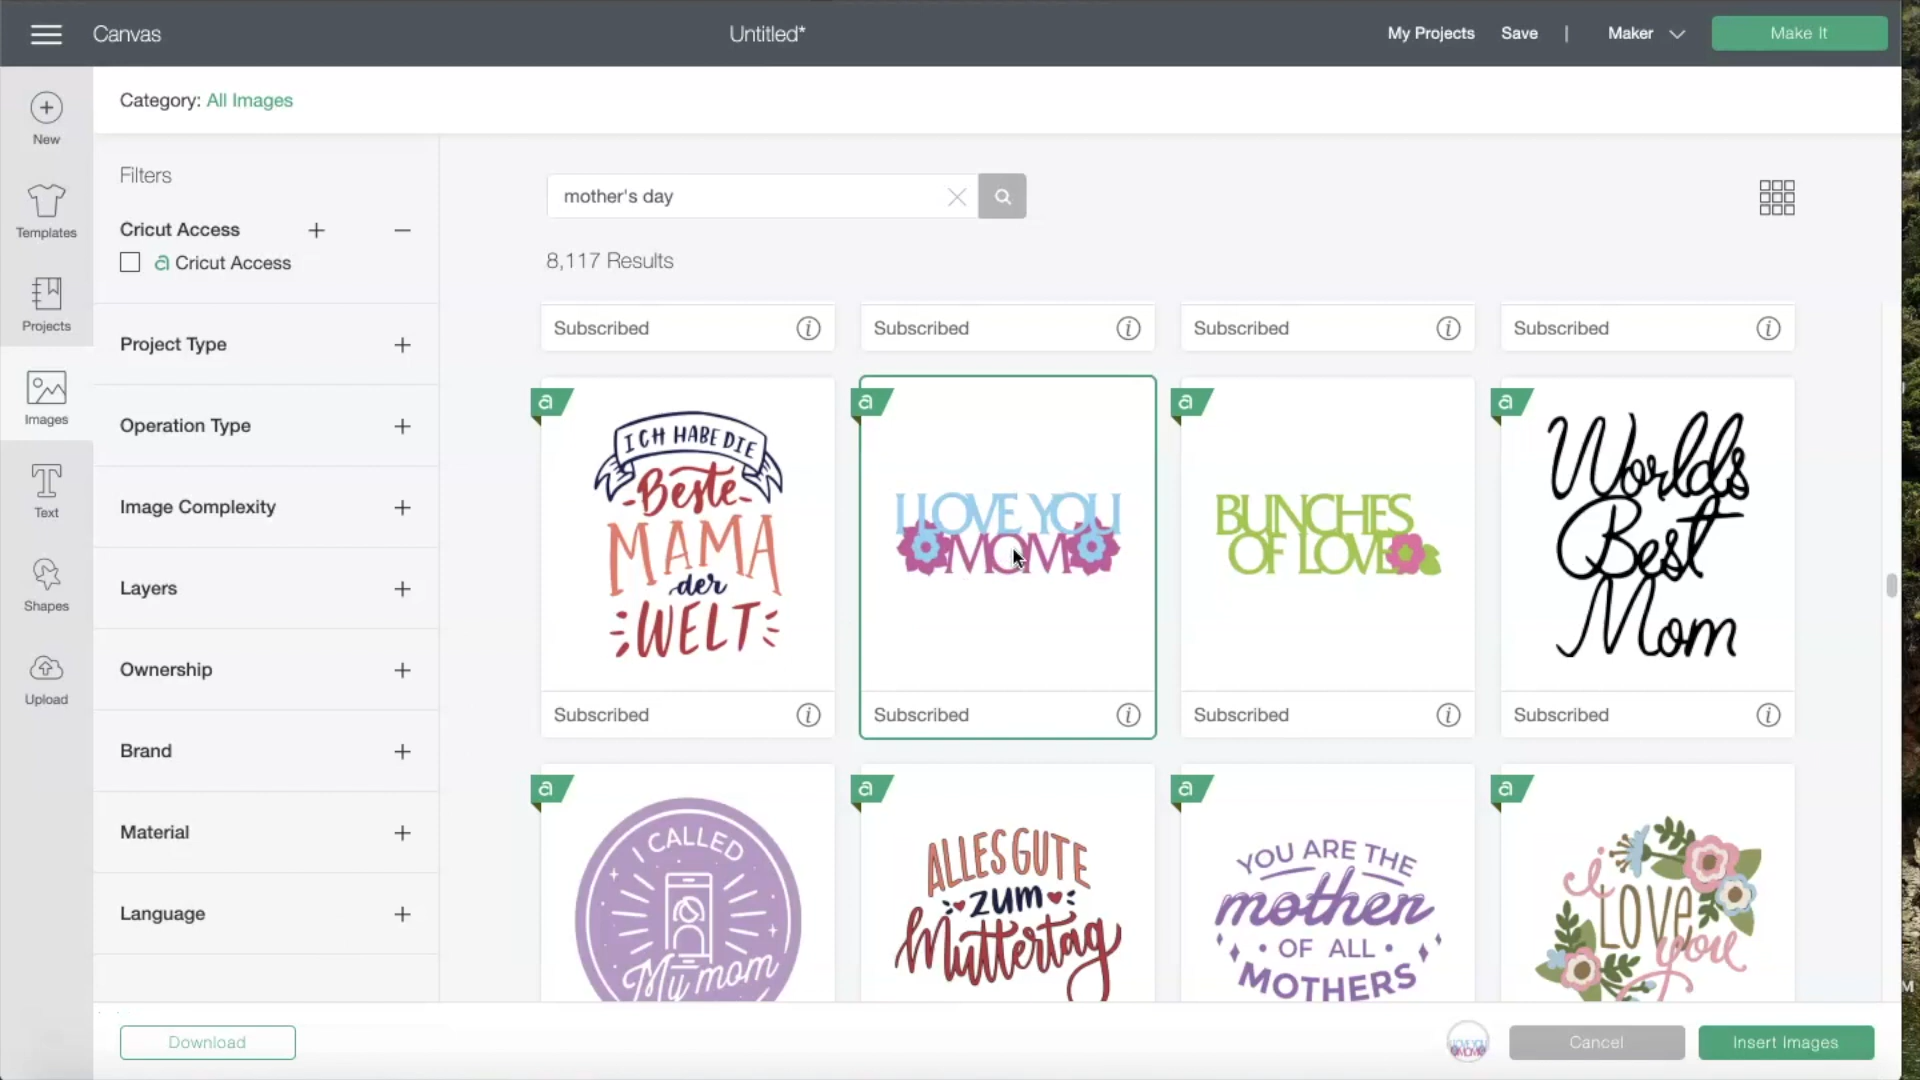 Canvas
Untitled*
My Projects
Save
|
Maker
Make It
New
Templates
Projects
Images
Text
Shapes
Upload
Category: All Images
Filters
Cricut Access
a Cricut Access
Project Type
Operation Type
Image Complexity
Layers
Ownership
Brand
Material
Language
mother's day
8,117 Results
Subscribed
Subscribed
Subscribed
Subscribed
a
ICH HABE DIE
Beste
MAMA
der
WELT
Subscribed
a
I LOVE YOU
MOM
Subscribed
a
BUNCHES
OF LOVE
Subscribed
a
Worlds
Best
Mom
Subscribed
a
I CALLED
My mom
a
ALLES GUTE
zum
Muttertag
a
YOU ARE THE
mother
OF ALL
MOTHERS
a
i
LOVE
you
Download
I LOVE YOU
MOM
Cancel
Insert Images
M